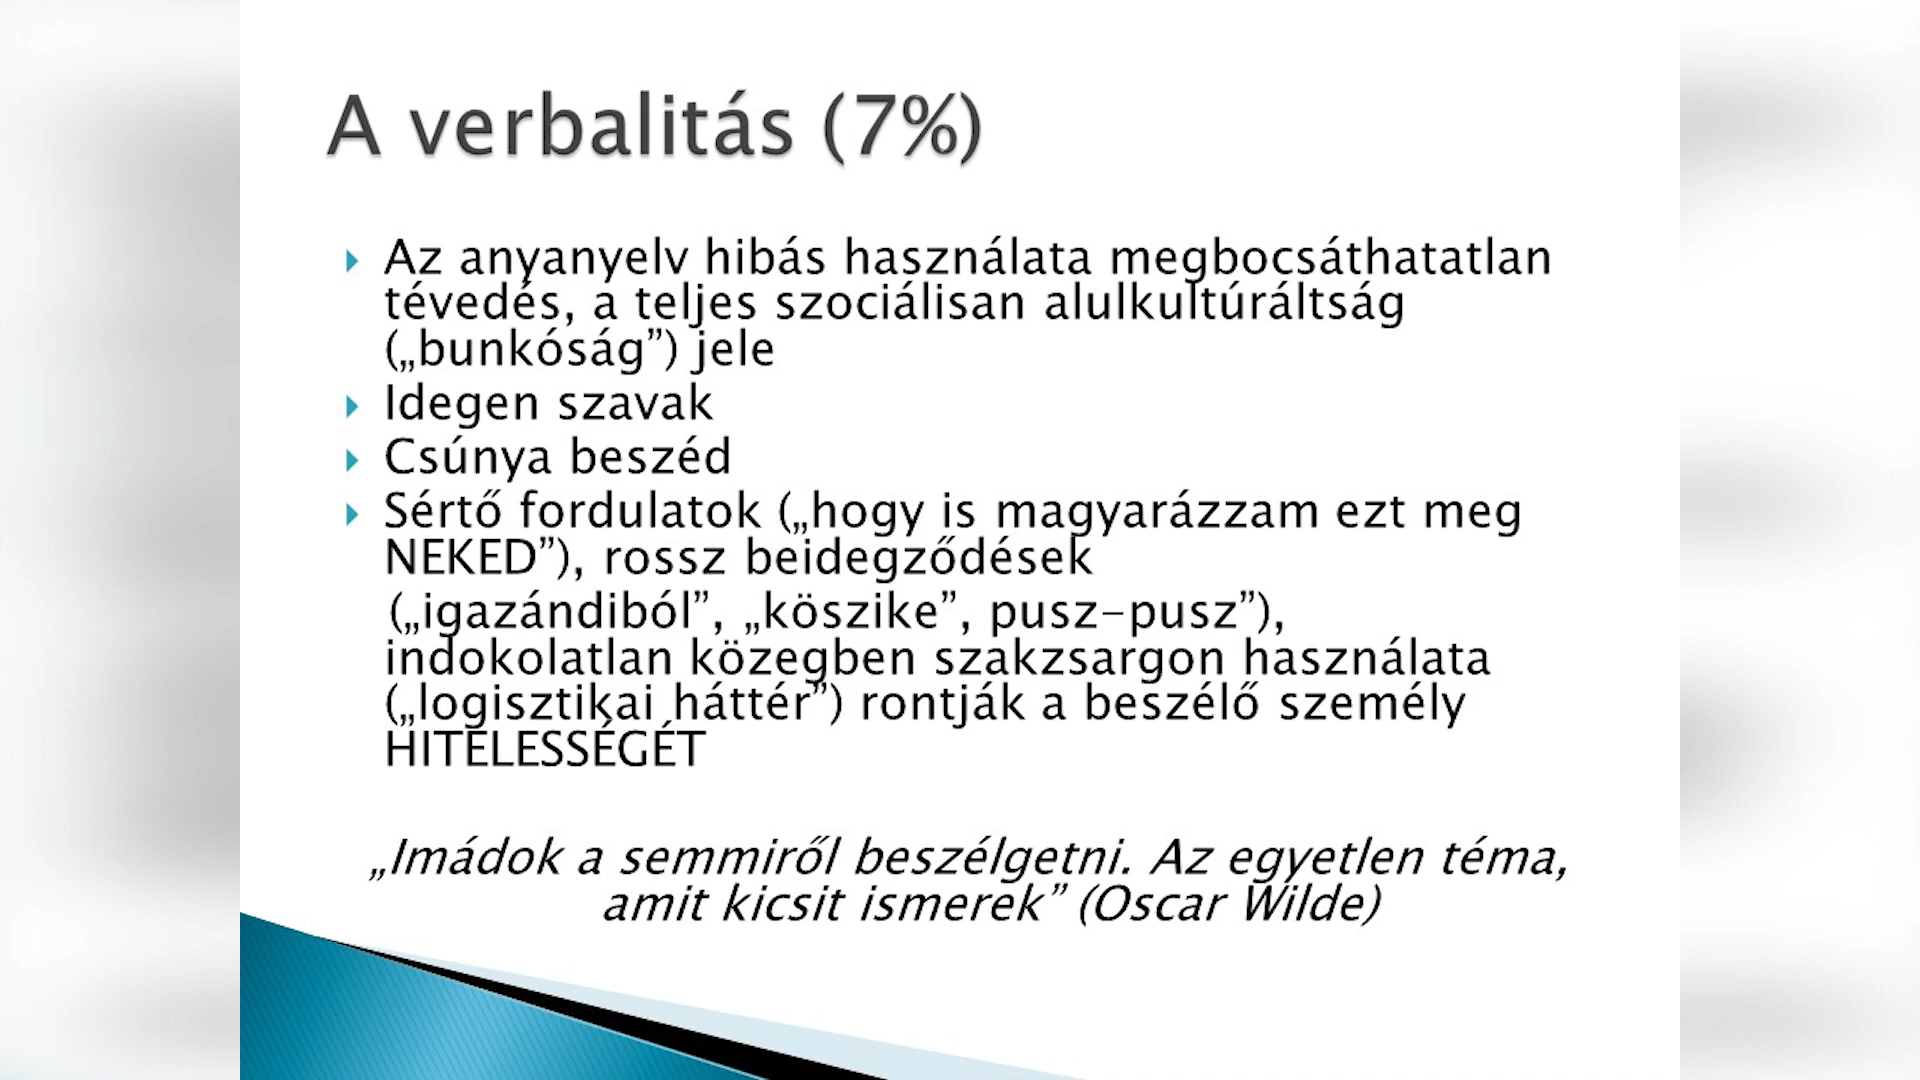 A verbalitás (7%)
Az anyanyelv hibás használata megbocsáthatatlan
tévedés, a teljes szociálisan alulkultúráltság
(„bunkóság”) jele
Idegen szavak
Csúnya beszéd
Sértő fordulatok („hogy is magyarázzam ezt meg
NEKED”), rossz beidegződések
(„igazándiból”, „köszike”, pusz-pusz”),
indokolatlan közegben szakzsargon használata
(„logisztikai háttér”) rontják a beszélő személy
HITELESSÉGÉT
„Imádok a semmiről beszélgetni. Az egyetlen téma,
amit kicsit ismerek” (Oscar Wilde)